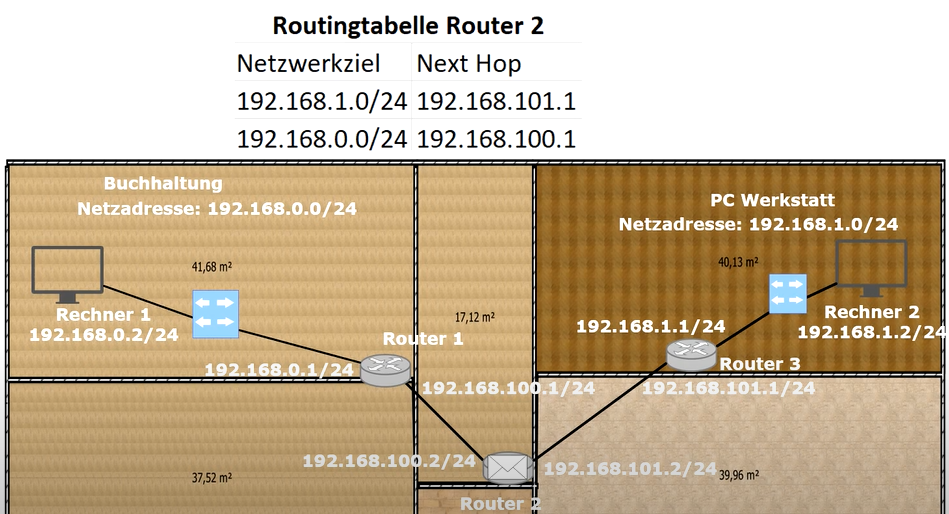 Routingtabelle Router 2
Netzwerkziel Next Hop
192.168.1.0/24 192.168.101.1
192.168.0.0/24 192.168.100.1
Buchhaltung
Netzadresse: 192.168.0.0/24
PC Werkstatt
Netzadresse: 192.168.1.0/24
41,68 m²
40,13 m²
Rechner 1
192.168.0.2/24
17,12 m²
Rechner 2
192.168.1.2/24
192.168.1.1/24
Router 1
192.168.0.1/24
Router 3
192.168.100.1/24
192.168.101.1/24
192.168.100.2/24
192.168.101.2/24
37,52 m²
39,96 m²
Router 2